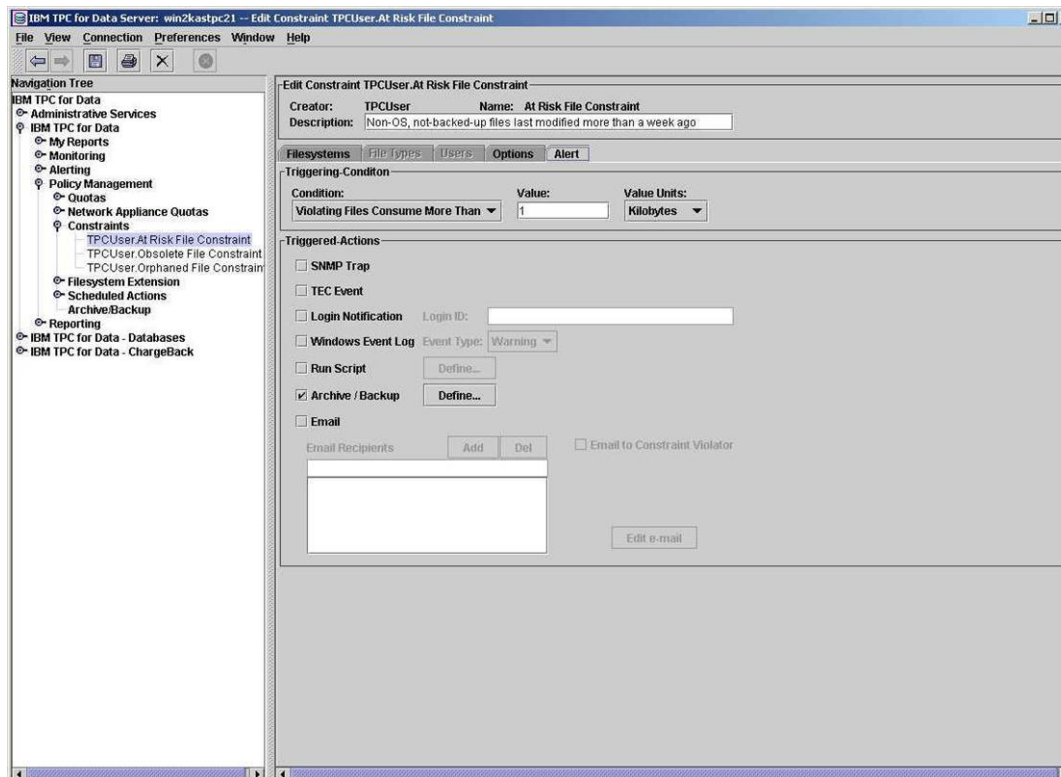 IBM TPC for Data Server: win2kastpc21 -- Edit Constraint TPCUser.At Risk File Constraint
File View Connection Preferences Window Help
Navigation Tree
IBM TPC for Data
Administrative Services
IBM TPC for Data
My Reports
Monitoring
Alerting
Policy Management
Quotas
Network Appliance Quotas
Constraints
TPCUser.At Risk File Constraint
TPCUser.Obsolete File Constraint
TPCUser.Orphaned File Constrain
Filesystem Extension
Scheduled Actions
Archive/Backup
Reporting
IBM TPC for Data - Databases
IBM TPC for Data - ChargeBack
Edit Constraint TPCUser.At Risk File Constraint
Creator: TPCUser Name: At Risk File Constraint
Description: Non-OS, not-backed-up files last modified more than a week ago
Filesystems File Types Users Options Alert
Triggering-Conditon
Condition: Value: Value Units:
Violating Files Consume More Than 1 Kilobytes
Triggered-Actions
SNMP Trap
TEC Event
Login Notification Login ID:
Windows Event Log Event Type: Warning
Run Script Define...
Archive / Backup Define...
Email
Email Recipients Add Del Email to Constraint Violator
Edit e-mail